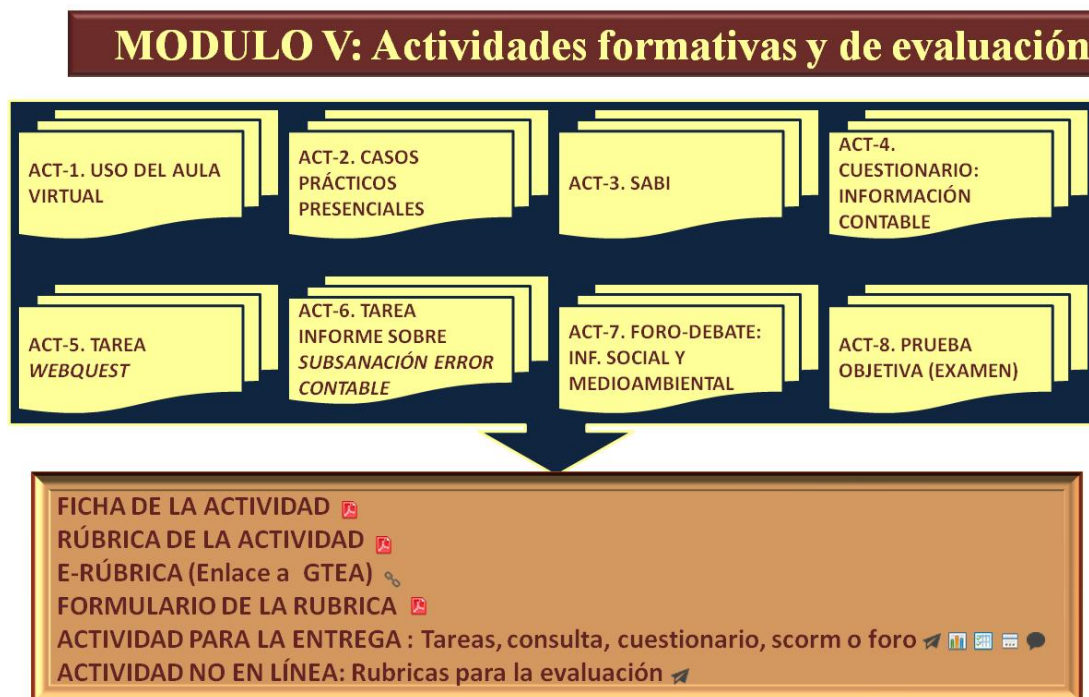 MODULO V: Actividades formativas y de evaluación
ACT-1. USO DEL AULA
VIRTUAL
ACT-2. CASOS
PRÁCTICOS
PRESENCIALES
ACT-3. SABI
ACT-4.
CUESTIONARIO:
INFORMACIÓN
CONTABLE
ACT-5. TAREA
WEBQUEST
ACT-6. TAREA
INFORME SOBRE
SUBSANACIÓN ERROR
CONTABLE
ACT-7. FORO-DEBATE:
INF. SOCIAL Y
MEDIOAMBIENTAL
ACT-8. PRUEBA
OBJETIVA (EXAMEN)
FICHA DE LA ACTIVIDAD
RÚBRICA DE LA ACTIVIDAD
E-RÚBRICA (Enlace a GTEA)
FORMULARIO DE LA RUBRICA
ACTIVIDAD PARA LA ENTREGA : Tareas, consulta, cuestionario, scorm o foro
ACTIVIDAD NO EN LÍNEA: Rubricas para la evaluación